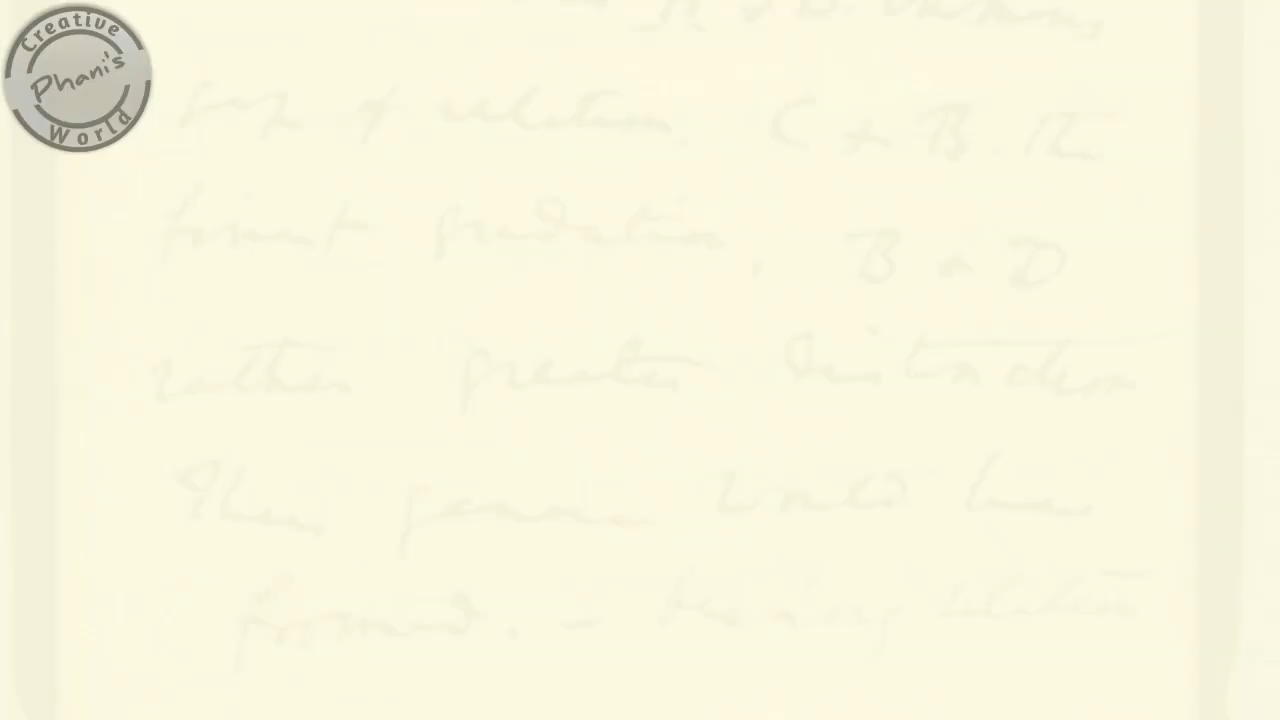 Creative
Phani's
World
& B.
gap of relation. C & B. the
finest gradation, B & D
rather greater distinction
Thus genera would be
formed. — bearing relation